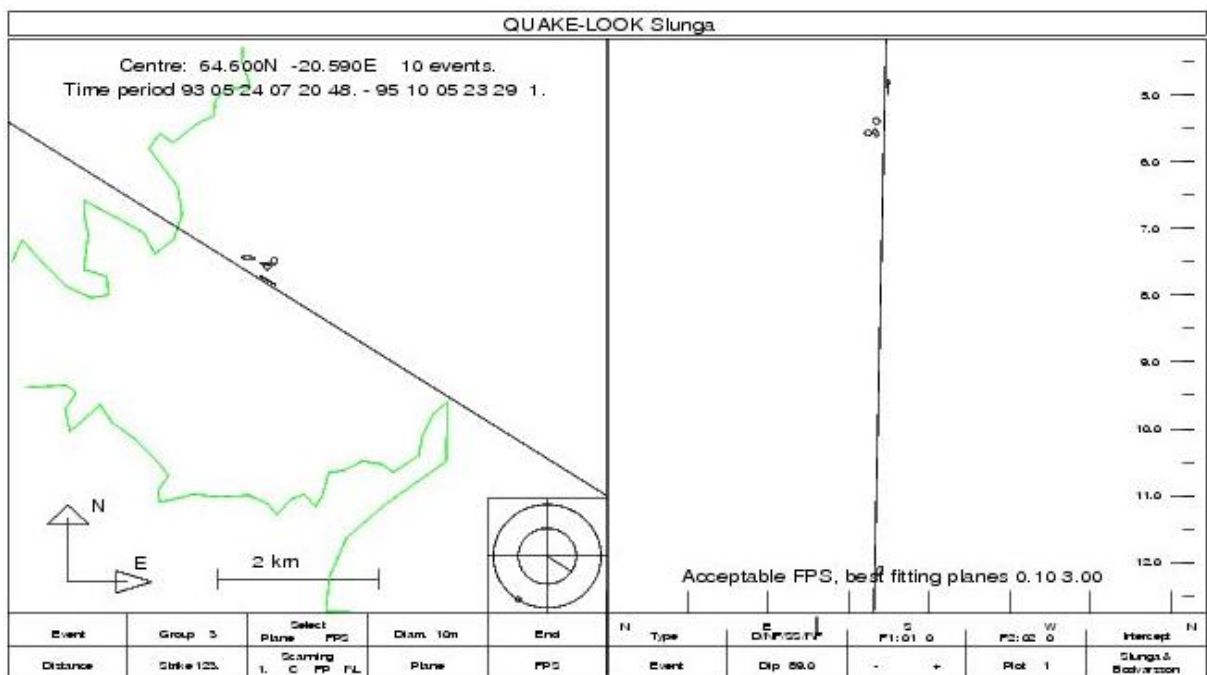 QUAKE-LOOK Slunga
Centre: 64.600N -20.590E 10 events.
Time period 93 05 24 07 20 48. - 95 10 05 23 29 1.
N
E
2 km
5.0
6.0
7.0
8.0
9.0
10.0
11.0
12.0
Acceptable FPS, best fitting planes 0.10 3.00
N E S W N
Event Group 3 Select Plane FPS Diam. 10m End
Type D/NF/SS/ F1: 01 0 F2: 02 0 Intercept
Distance Strike 123. Scanning 1. C FP FL Plane FPS
Event Dip 89.0 - + Plot 1 Slunga & Bodvarsson